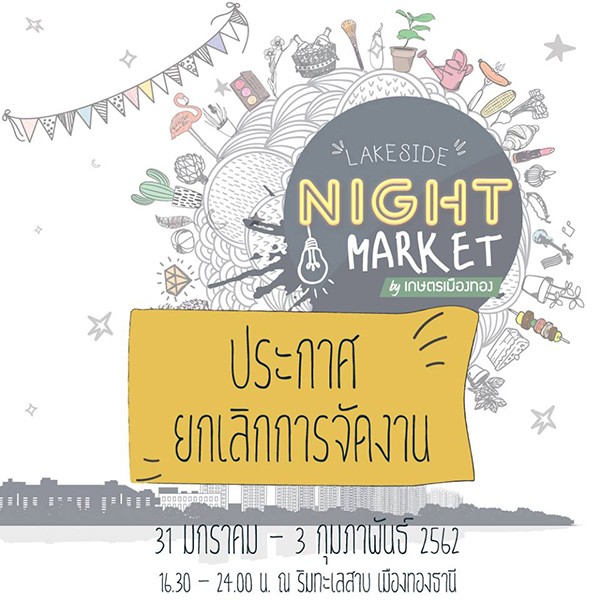 "LAKESIDE"
NIGHT
MARKET
by เกษตรเมืองทอง
ประกาศ
ยกเลิกการจัดงาน
31 มกราคม – 3 กุมภาพันธ์ 2562
16.30 – 24.00 น. ณ ริมทะเลสาบ เมืองทองธานี